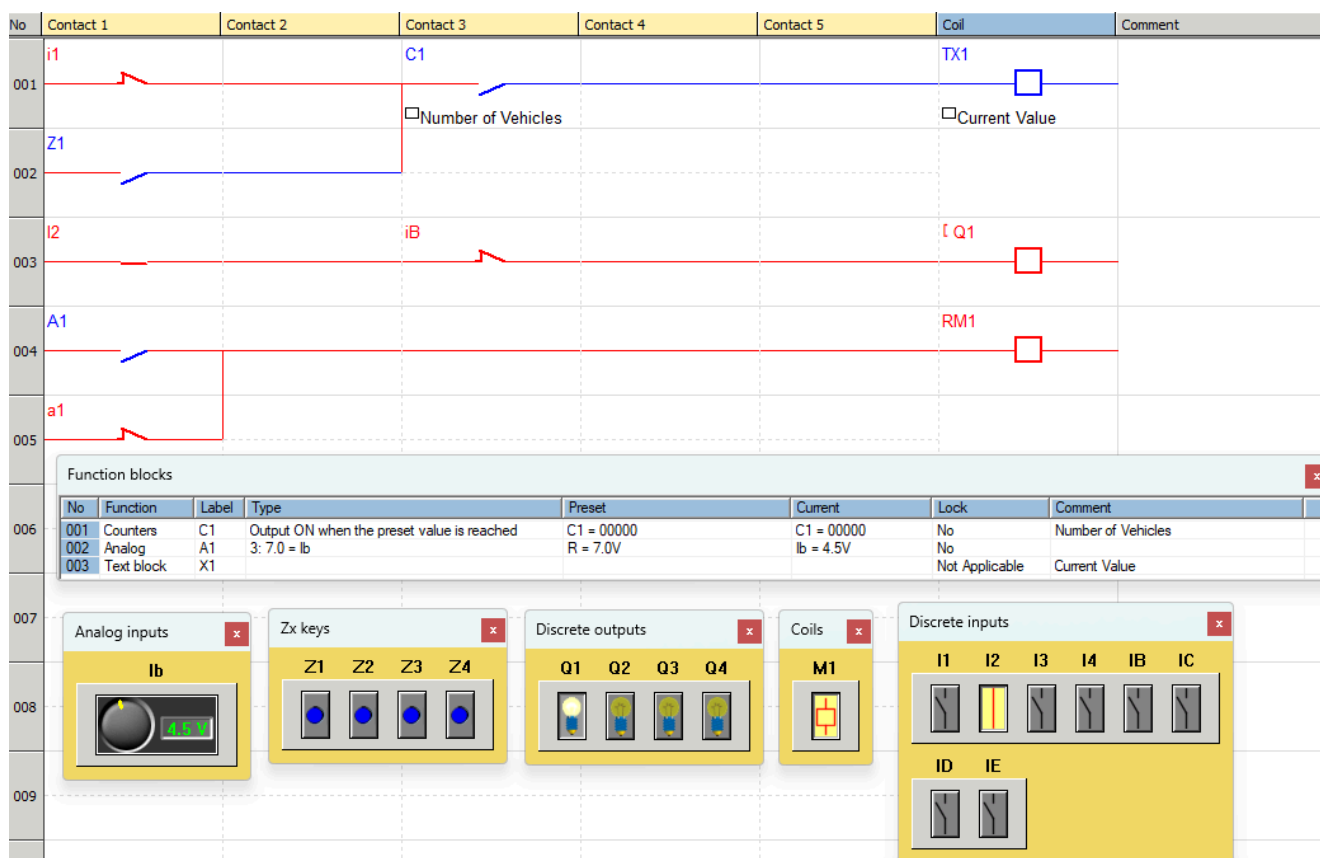 No Contact 1 Contact 2 Contact 3 Contact 4 Contact 5 Coil Comment
i1 C1 TX1
001
Number of Vehicles Current Value
Z1
002
I2 iB [ Q1
003
A1 RM1
004
a1
005
Function blocks x
No Function Label Type Preset Current Lock Comment
006
001 Counters C1 Output ON when the preset value is reached C1 = 00000 C1 = 00000 No Number of Vehicles
002 Analog A1 3: 7.0 = Ib R = 7.0V Ib = 4.5V No
003 Text block X1 Not Applicable Current Value
007
Analog inputs x
Ib
4.5 V
Zx keys x
Z1 Z2 Z3 Z4
Discrete outputs x
Q1 Q2 Q3 Q4
Coils x
M1
Discrete inputs x
I1 I2 I3 I4 IB IC
ID IE
008
009